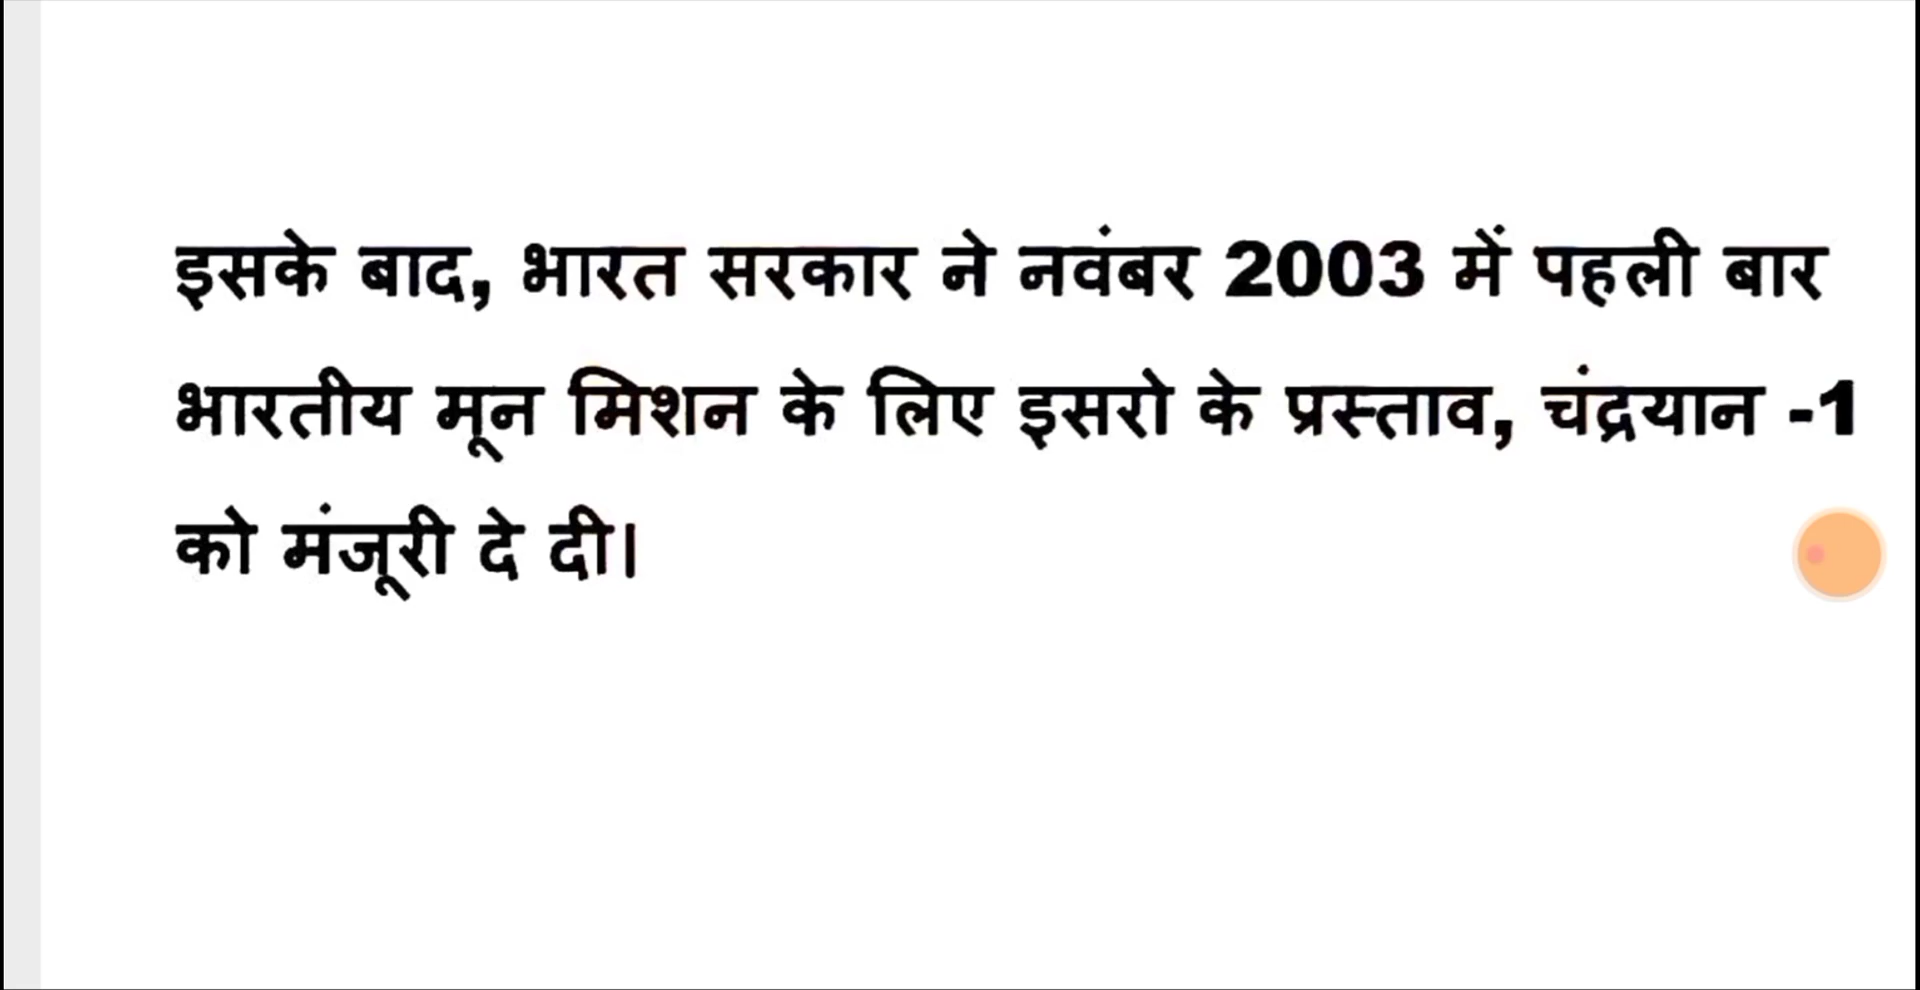 इसके बाद, भारत सरकार ने नवंबर 2003 में पहली बार
भारतीय मून मिशन के लिए इसरो के प्रस्ताव, चंद्रयान -1
को मंजूरी दे दी।